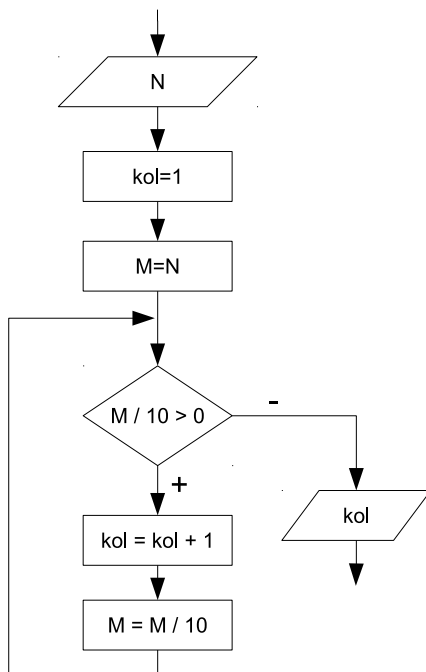 N
kol=1
M=N
M / 10 > 0
-
+
kol
kol = kol + 1
M = M / 10